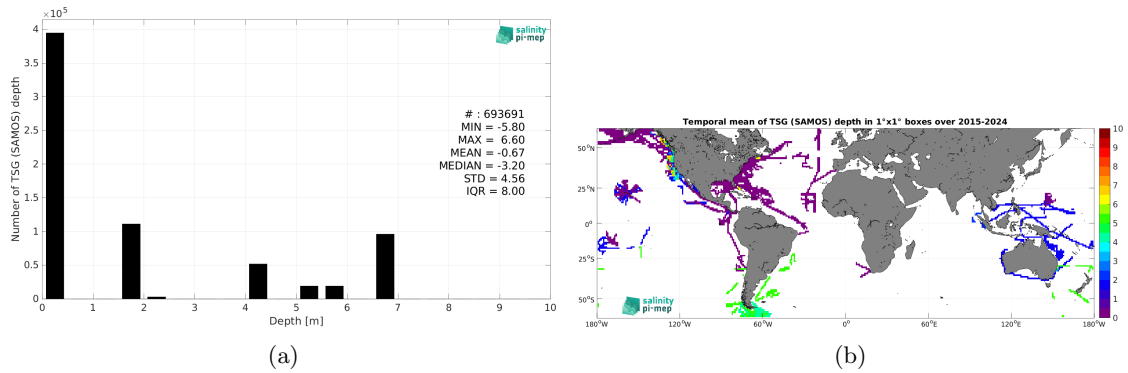 ×10⁵
4
3.5
3
2.5
2
1.5
1
0.5
0
Number of TSG (SAMOS) depth
0 1 2 3 4 5 6 7 8 9 10
Depth [m]
salinity
pi-mep
# : 693691
MIN = -5.80
MAX = 6.60
MEAN = -0.67
MEDIAN = -3.20
STD = 4.56
IQR = 8.00
(a)
Temporal mean of TSG (SAMOS) depth in 1°x1° boxes over 2015-2024
50°N
25°N
0°
25°S
50°S
180°W 120°W 60°W 0° 60°E 120°E 180°W
salinity
pi-mep
10
9
8
7
6
5
4
3
2
1
0
(b)